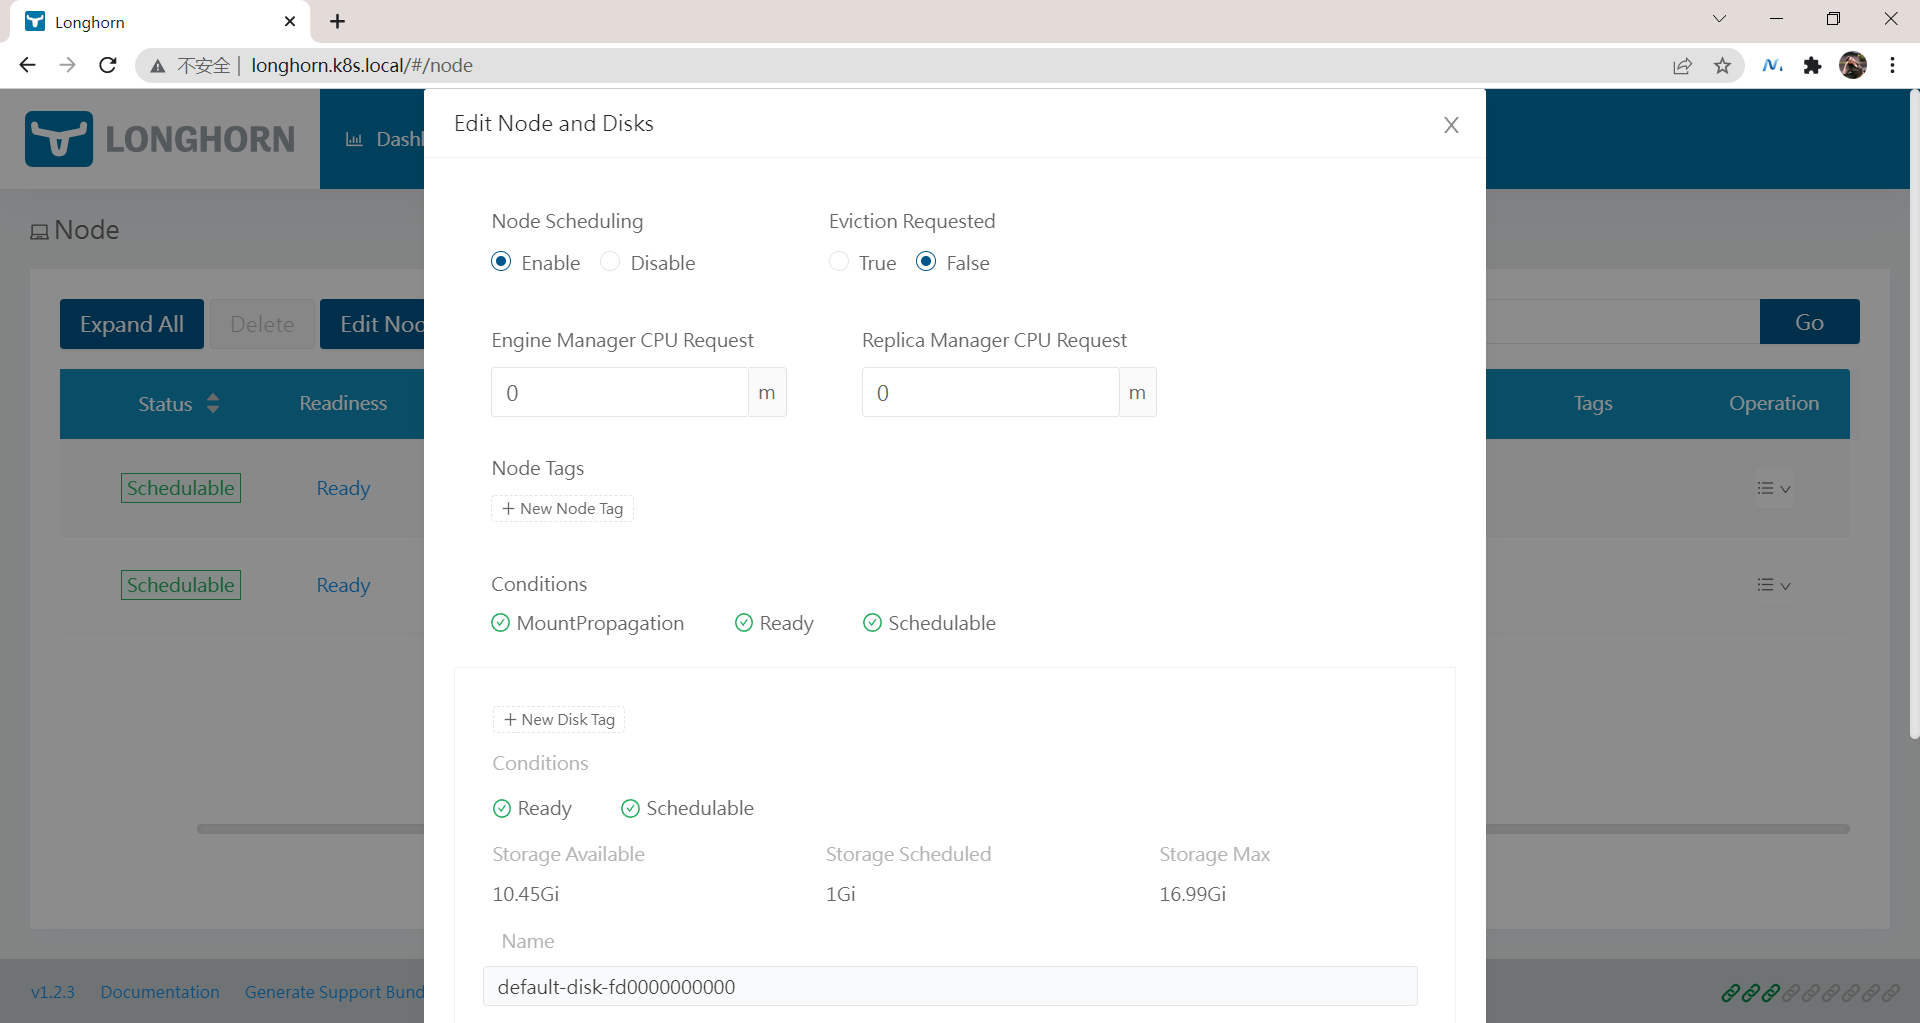 Longhorn
不安全 longhorn.k8s.local/#/node
LONGHORN
Edit Node and Disks
Node
Node Scheduling Eviction Requested
Enable Disable True False
Expand All Delete Go
Engine Manager CPU Request Replica Manager CPU Request
0 m 0 m
Status Readiness Tags Operation
Node Tags
Schedulable Ready
+ New Node Tag
Conditions
Schedulable Ready
MountPropagation Ready Schedulable
+ New Disk Tag
Conditions
Ready Schedulable
Storage Available Storage Scheduled Storage Max
10.45Gi 1Gi 16.99Gi
Name
default-disk-fd0000000000
v1.2.3 Documentation Generate Support Bund